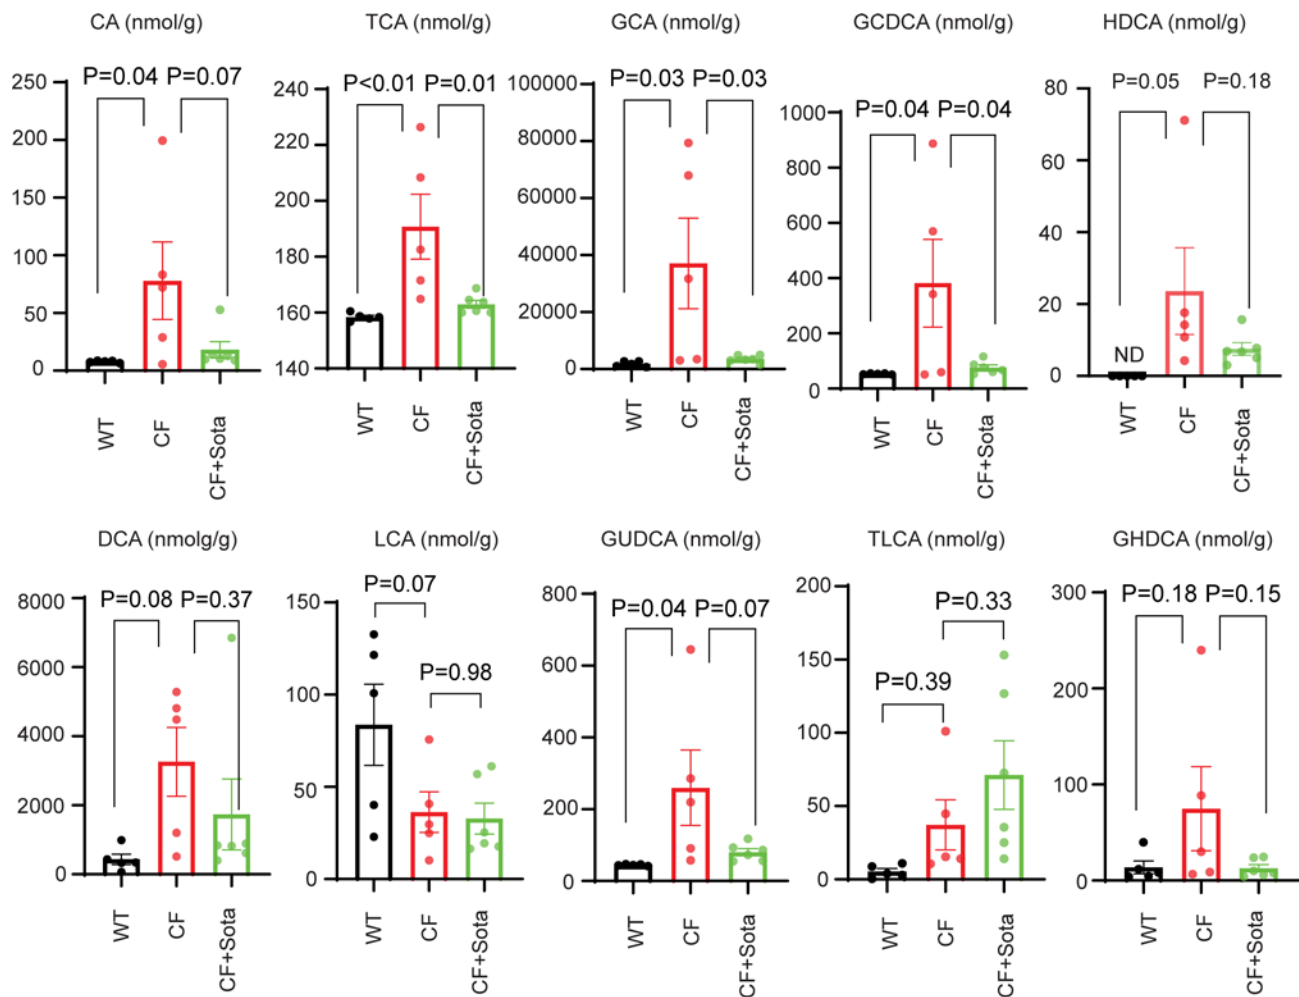 CA (nmol/g)
TCA (nmol/g)
GCA (nmol/g)
GCDCA (nmol/g)
HDCA (nmol/g)
P=0.04 P=0.07
P<0.01 P=0.01
P=0.03 P=0.03
P=0.04 P=0.04
P=0.05 P=0.18
250
200
150
100
50
0
240
220
200
180
160
140
100000
80000
60000
40000
20000
0
1000
800
600
400
200
0
80
60
40
20
0
ND
WT CF CF+Sota
WT CF CF+Sota
WT CF CF+Sota
WT CF CF+Sota
WT CF CF+Sota
DCA (nmolg/g)
LCA (nmol/g)
GUDCA (nmol/g)
TLCA (nmol/g)
GHDCA (nmol/g)
P=0.08 P=0.37
P=0.07
P=0.98
P=0.04 P=0.07
P=0.33
P=0.39
P=0.18 P=0.15
8000
6000
4000
2000
0
150
100
50
0
800
600
400
200
0
200
150
100
50
0
300
200
100
0
WT CF CF+Sota
WT CF CF+Sota
WT CF CF+Sota
WT CF CF+Sota
WT CF CF+Sota